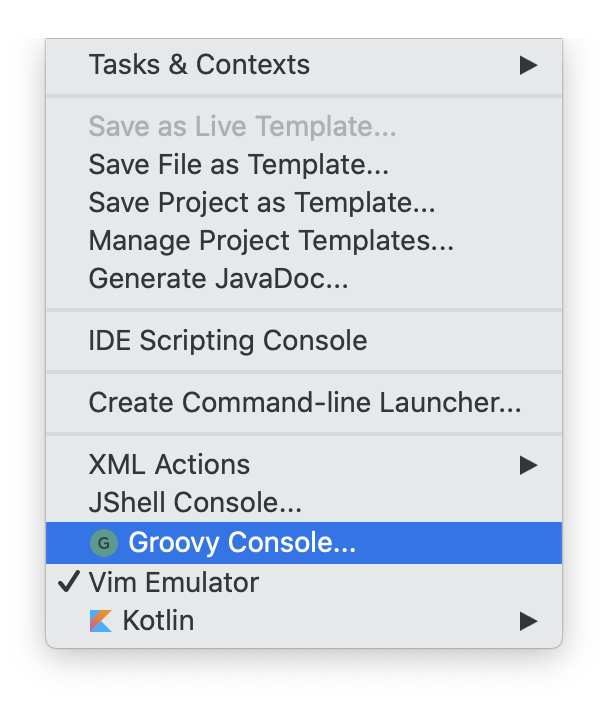 Tasks & Contexts
Save as Live Template...
Save File as Template...
Save Project as Template...
Manage Project Templates...
Generate JavaDoc...
IDE Scripting Console
Create Command-line Launcher...
XML Actions
JShell Console...
G Groovy Console...
Vim Emulator
Kotlin